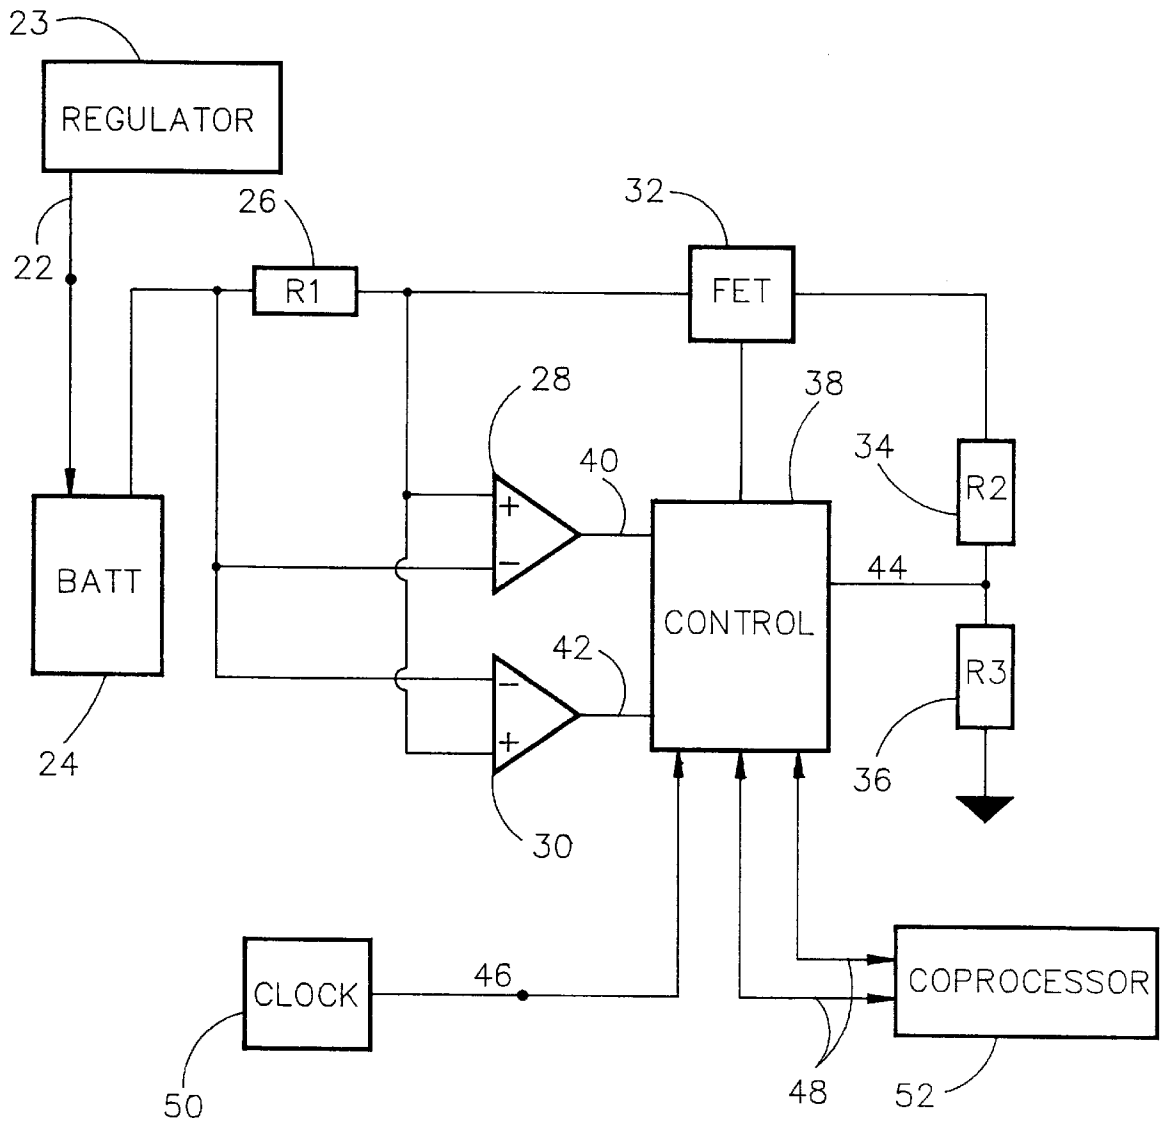 23
REGULATOR
22
26
R1
32
FET
28
38
40
34
R2
+
−
BATT
44
CONTROL
42
R3
−
+
24
36
30
46
CLOCK
COPROCESSOR
50
48
52